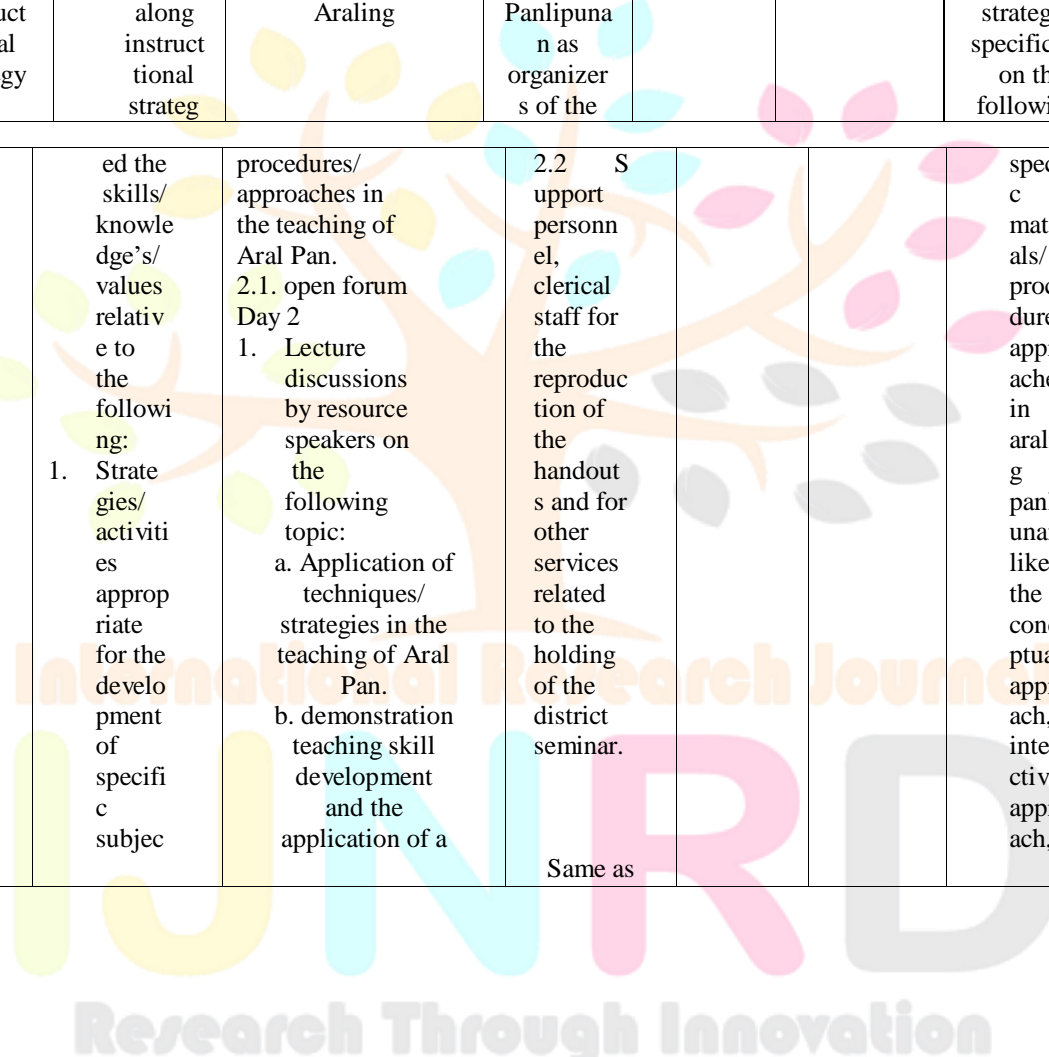 uct
al
gy
along
instruct
tional
strateg
Araling
Panlipuna
n as
organizer
s of the
strateg
specific
on th
followi
ed the
skills/
knowle
dge's/
values
relativ
e to
the
followi
ng:
1. Strate
gies/
activiti
es
approp
riate
for the
develo
pment
of
specifi
c
subjec
procedures/
approaches in
the teaching of
Aral Pan.
2.1. open forum
Day 2
1. Lecture
discussions
by resource
speakers on
the
following
topic:
a. Application of
techniques/
strategies in the
teaching of Aral
Pan.
b. demonstration
teaching skill
development
and the
application of a
2.2 S
upport
personn
el,
clerical
staff for
the
reproduc
tion of
the
handout
s and for
other
services
related
to the
holding
of the
district
seminar.
Same as
spec
c
mat
als/
proc
dure
appr
ache
in
aral
g
panl
unar
like
the
conc
ptua
appr
ach,
inte
ctiv
appr
ach,
International Research Journa
IJNRD
Research Through Innovation